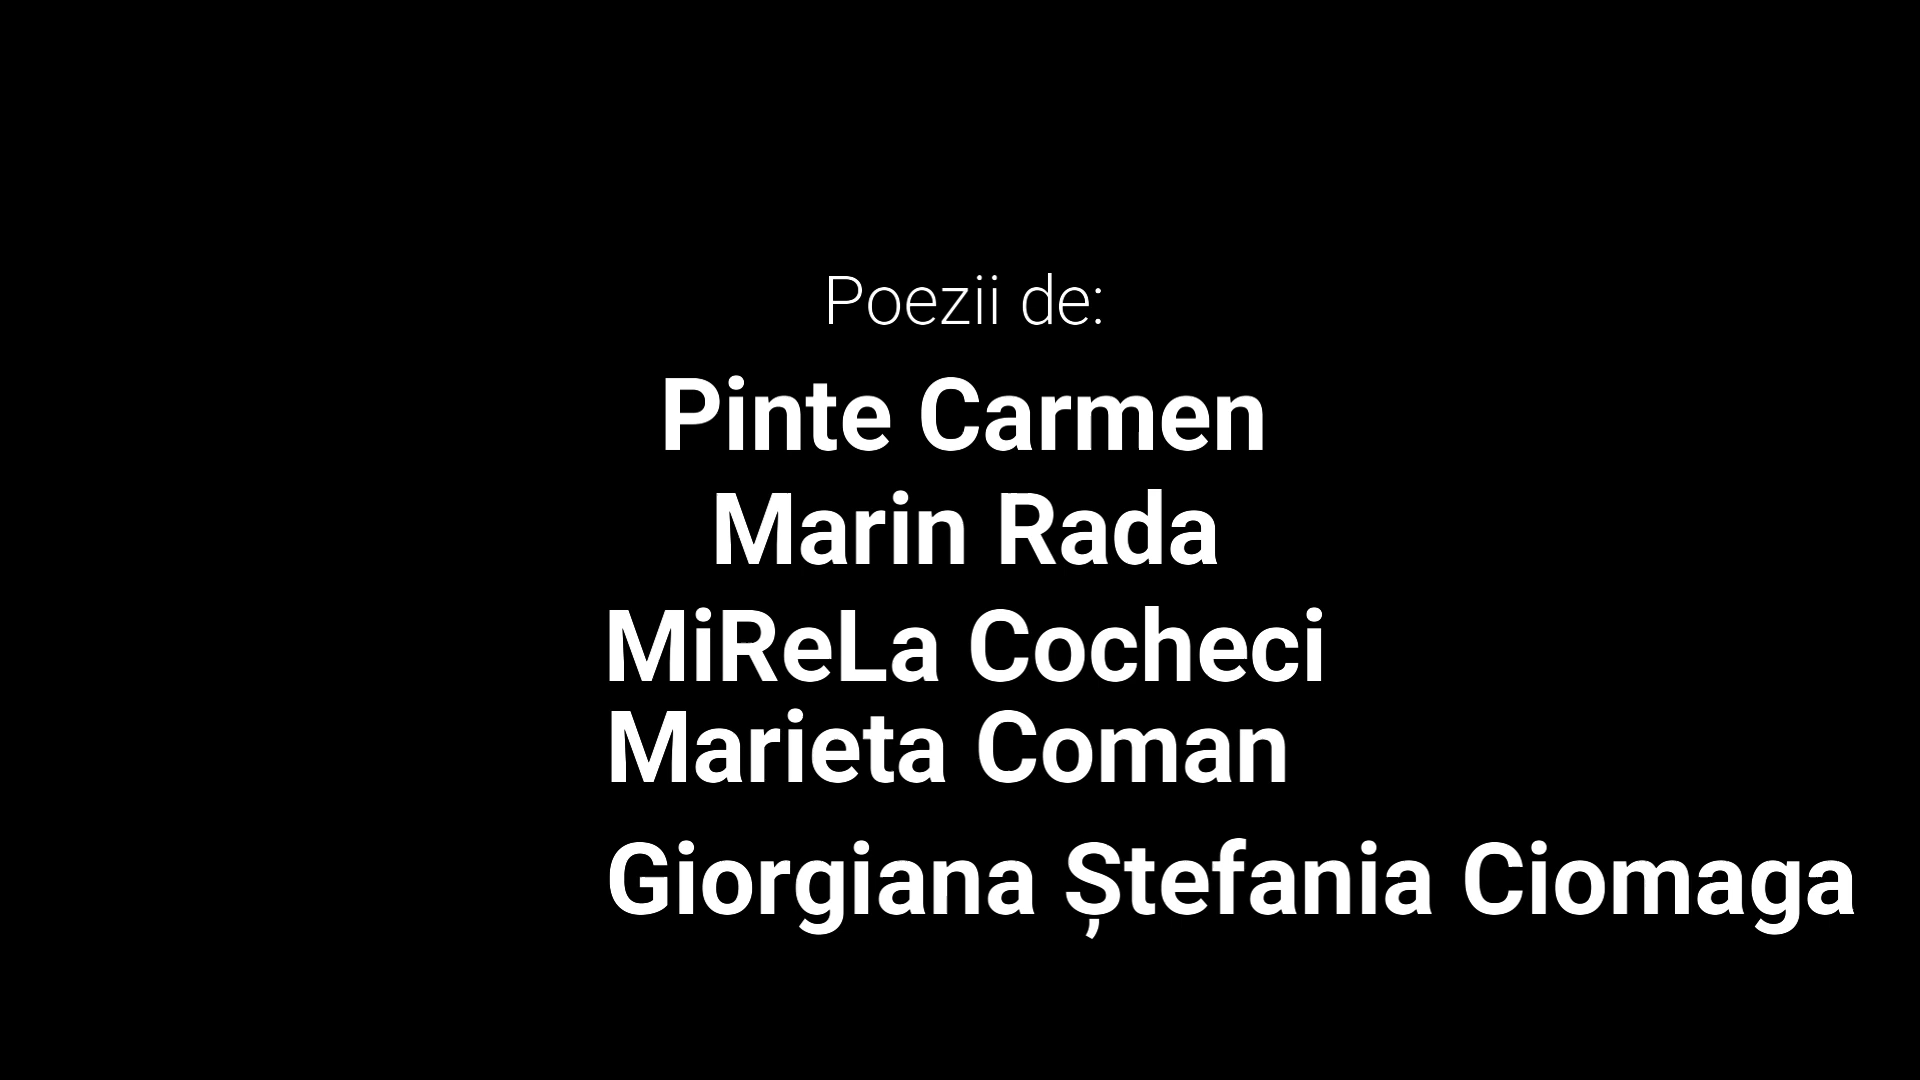 Poezii de:
Pinte Carmen
Marin Rada
MiReLa Cocheci
Marieta Coman
Giorgiana Ștefania Ciomaga